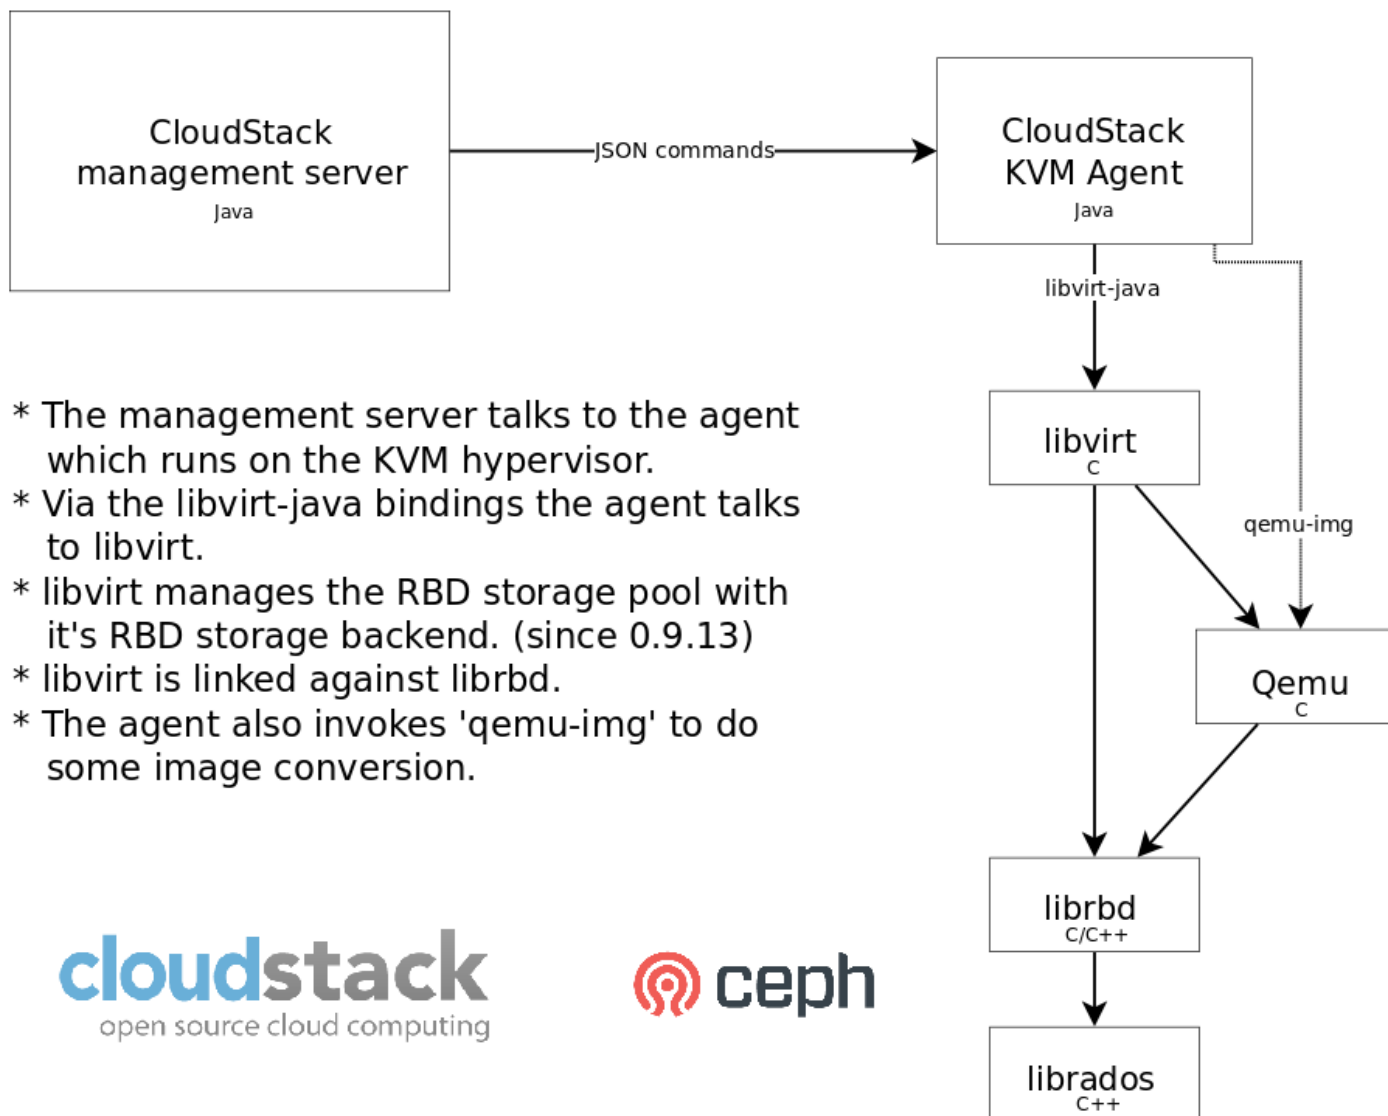 CloudStack
management server
Java
JSON commands
CloudStack
KVM Agent
Java
libvirt-java
libvirt
C
qemu-img
Qemu
C
librbd
C/C++
librados
C++
* The management server talks to the agent
which runs on the KVM hypervisor.
* Via the libvirt-java bindings the agent talks
to libvirt.
* libvirt manages the RBD storage pool with
it's RBD storage backend. (since 0.9.13)
* libvirt is linked against librbd.
* The agent also invokes 'qemu-img' to do
some image conversion.
cloudstack
open source cloud computing
ceph